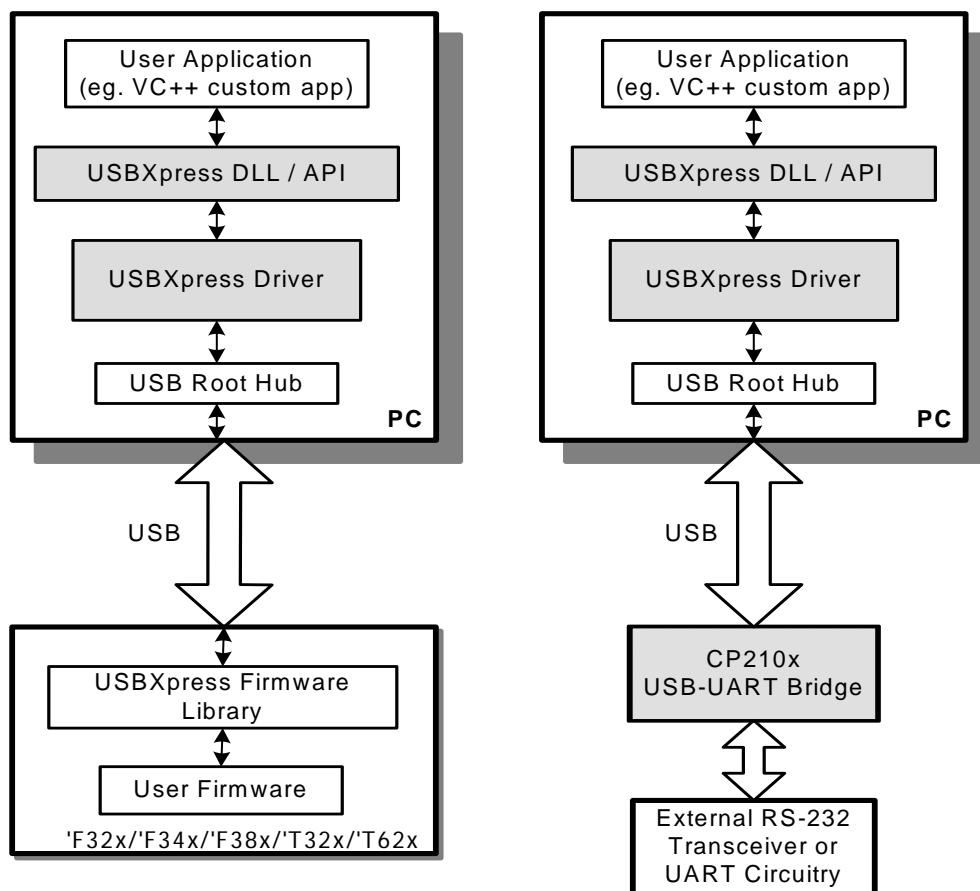 User Application
(eg. VC++ custom app)
USBXpress DLL / API
USBXpress Driver
USB Root Hub
PC
USB
USBXpress Firmware
Library
User Firmware
'F32x/'F34x/'F38x/'T32x/'T62x
User Application
(eg. VC++ custom app)
USBXpress DLL / API
USBXpress Driver
USB Root Hub
PC
USB
CP210x
USB-UART Bridge
External RS-232
Transceiver or
UART Circuitry